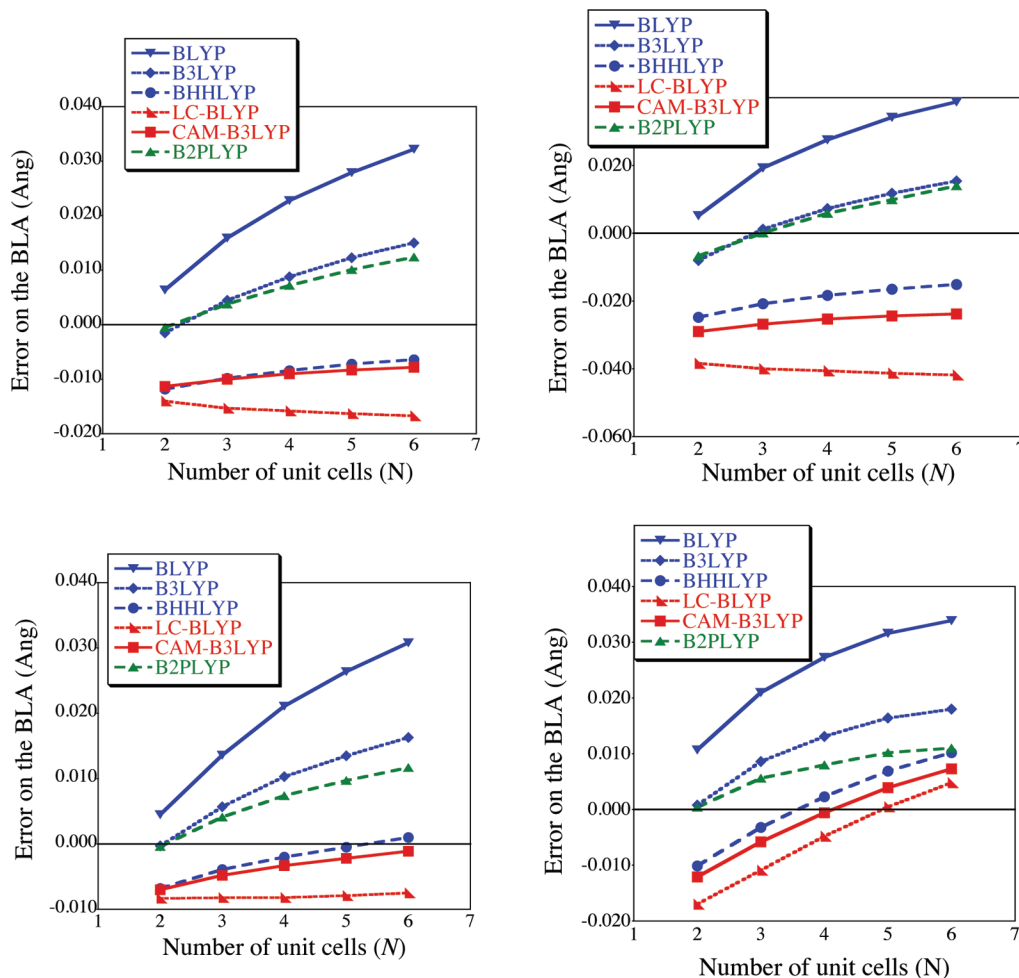 BLYP
B3LYP
BHHLYP
LC-BLYP
CAM-B3LYP
B2PLYP
Error on the BLA (Ang)
0.040
0.030
0.020
0.010
0.000
-0.010
-0.020
1 2 3 4 5 6 7
Number of unit cells (N)
BLYP
B3LYP
BHHLYP
LC-BLYP
CAM-B3LYP
B2PLYP
Error on the BLA (Ang)
0.020
0.000
-0.020
-0.040
-0.060
1 2 3 4 5 6 7
Number of unit cells (N)
BLYP
B3LYP
BHHLYP
LC-BLYP
CAM-B3LYP
B2PLYP
Error on the BLA (Ang)
0.040
0.030
0.020
0.010
0.000
-0.010
1 2 3 4 5 6 7
Number of unit cells (N)
BLYP
B3LYP
BHHLYP
LC-BLYP
CAM-B3LYP
B2PLYP
Error on the BLA (Ang)
0.040
0.030
0.020
0.010
0.000
-0.010
-0.020
1 2 3 4 5 6 7
Number of unit cells (N)